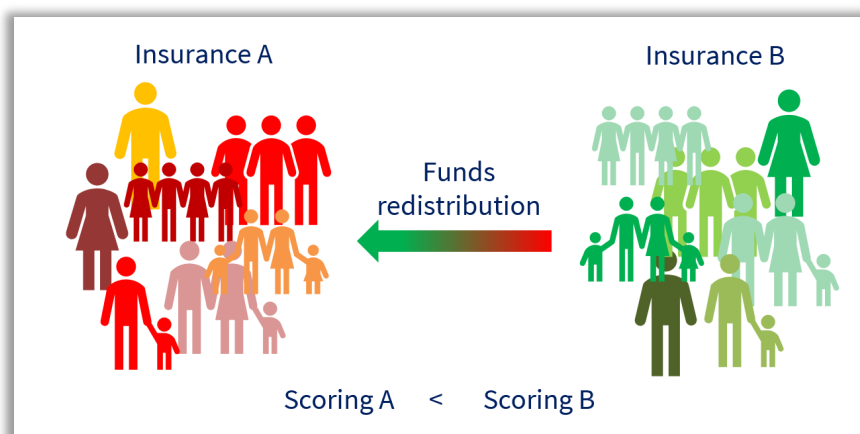 Insurance A
Insurance B
Funds
redistribution
Scoring A < Scoring B